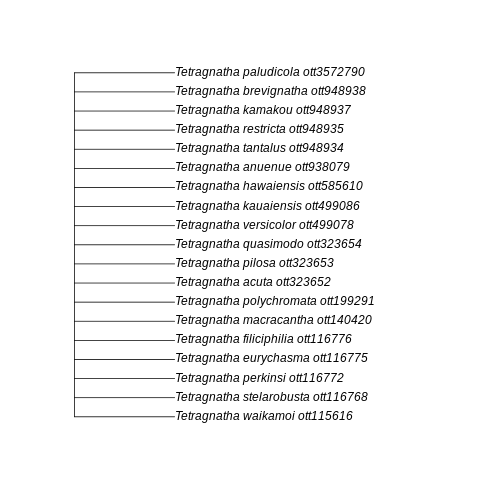 Tetragnatha paludicola ott3572790
Tetragnatha brevignatha ott948938
Tetragnatha kamakou ott948937
Tetragnatha restricta ott948935
Tetragnatha tantalus ott948934
Tetragnatha anuenue ott938079
Tetragnatha hawaiensis ott585610
Tetragnatha kauaiensis ott499086
Tetragnatha versicolor ott499078
Tetragnatha quasimodo ott323654
Tetragnatha pilosa ott323653
Tetragnatha acuta ott323652
Tetragnatha polychromata ott199291
Tetragnatha macracantha ott140420
Tetragnatha filiciphilia ott116776
Tetragnatha eurychasma ott116775
Tetragnatha perkinsi ott116772
Tetragnatha stelarobusta ott116768
Tetragnatha waikamoi ott115616